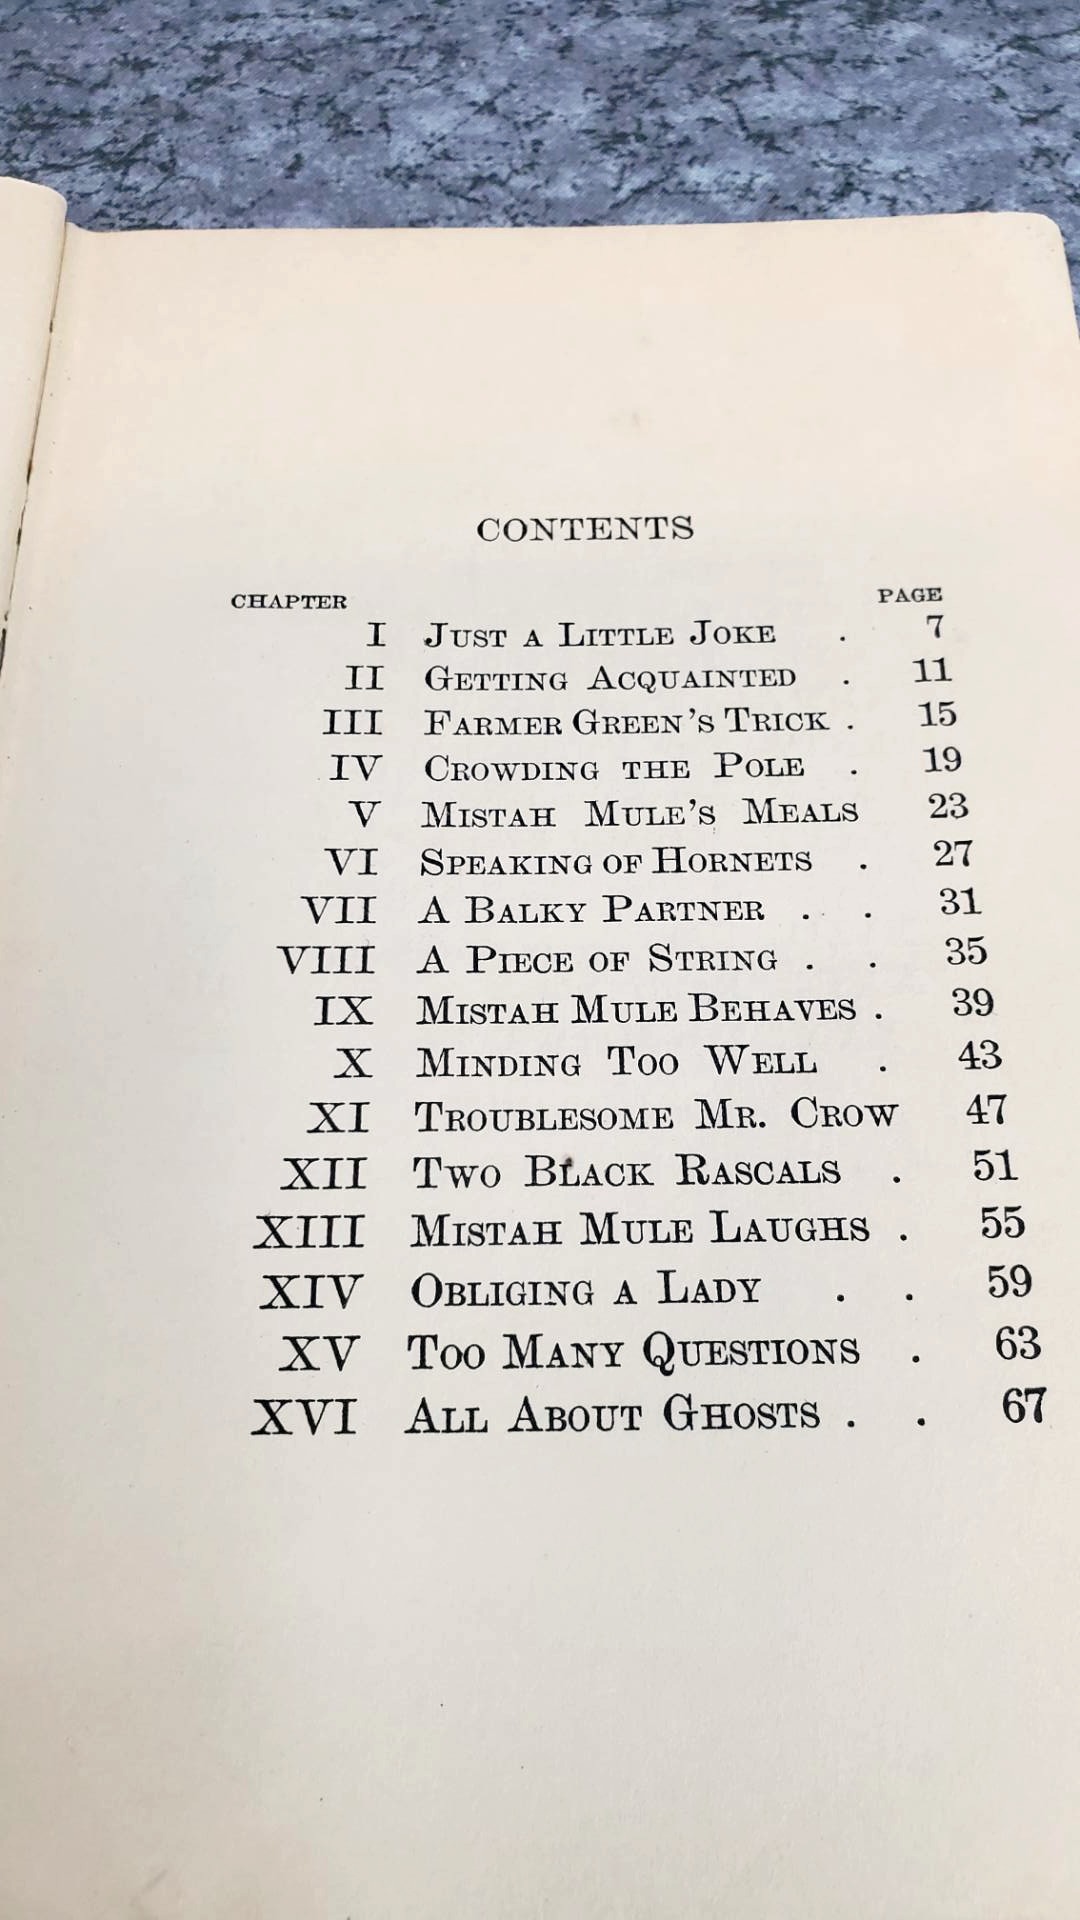 CONTENTS
CHAPTER PAGE
I JUST A LITTLE JOKE . 7
II GETTING ACQUAINTED . 11
III FARMER GREEN'S TRICK . 15
IV CROWDING THE POLE . 19
V MISTAH MULE'S MEALS 23
VI SPEAKING OF HORNETS . 27
VII A BALKY PARTNER . . 31
VIII A PIECE OF STRING . . 35
IX MISTAH MULE BEHAVES . 39
X MINDING TOO WELL . 43
XI TROUBLESOME MR. CROW 47
XII TWO BLACK RASCALS . 51
XIII MISTAH MULE LAUGHS . 55
XIV OBLIGING A LADY . . 59
XV TOO MANY QUESTIONS . 63
XVI ALL ABOUT GHOSTS . . 67